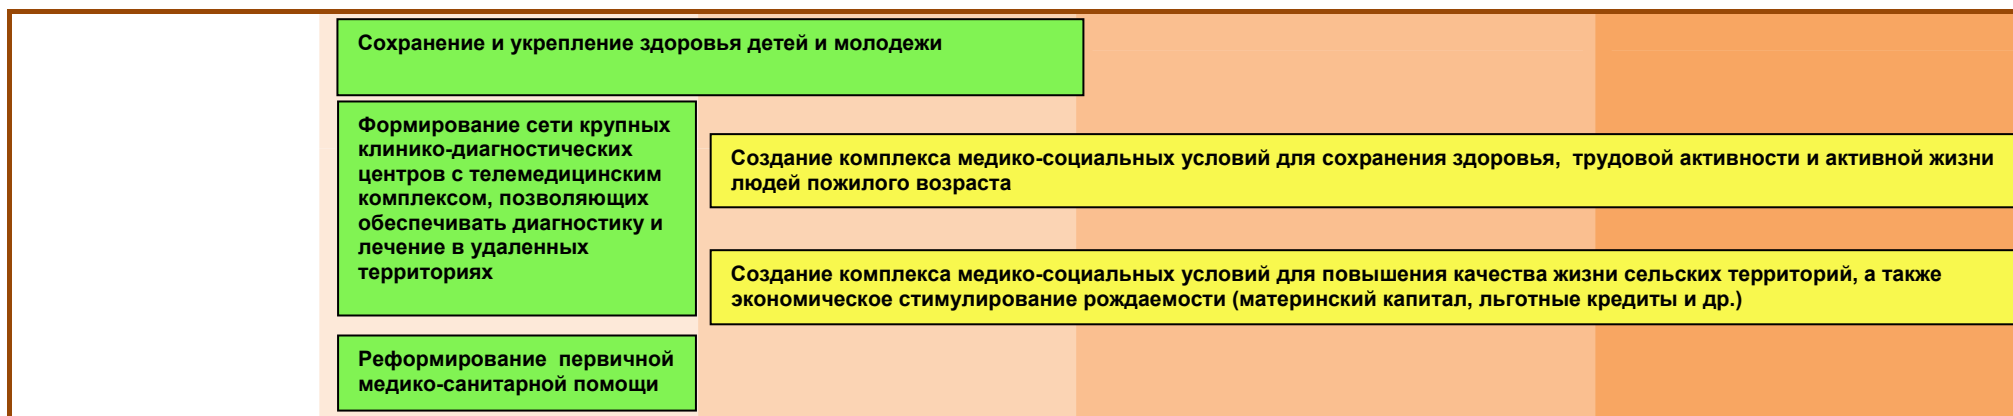 Сохранение и укрепление здоровья детей и молодежи
Формирование сети крупных
клинико-диагностических
центров с телемедицинским
комплексом, позволяющих
обеспечивать диагностику и
лечение в удаленных
территориях
Создание комплекса медико-социальных условий для сохранения здоровья,  трудовой активности и активной жизни
людей пожилого возраста
Создание комплекса медико-социальных условий для повышения качества жизни сельских территорий, а также
экономическое стимулирование рождаемости (материнский капитал, льготные кредиты и др.)
Реформирование  первичной
медико-санитарной помощи